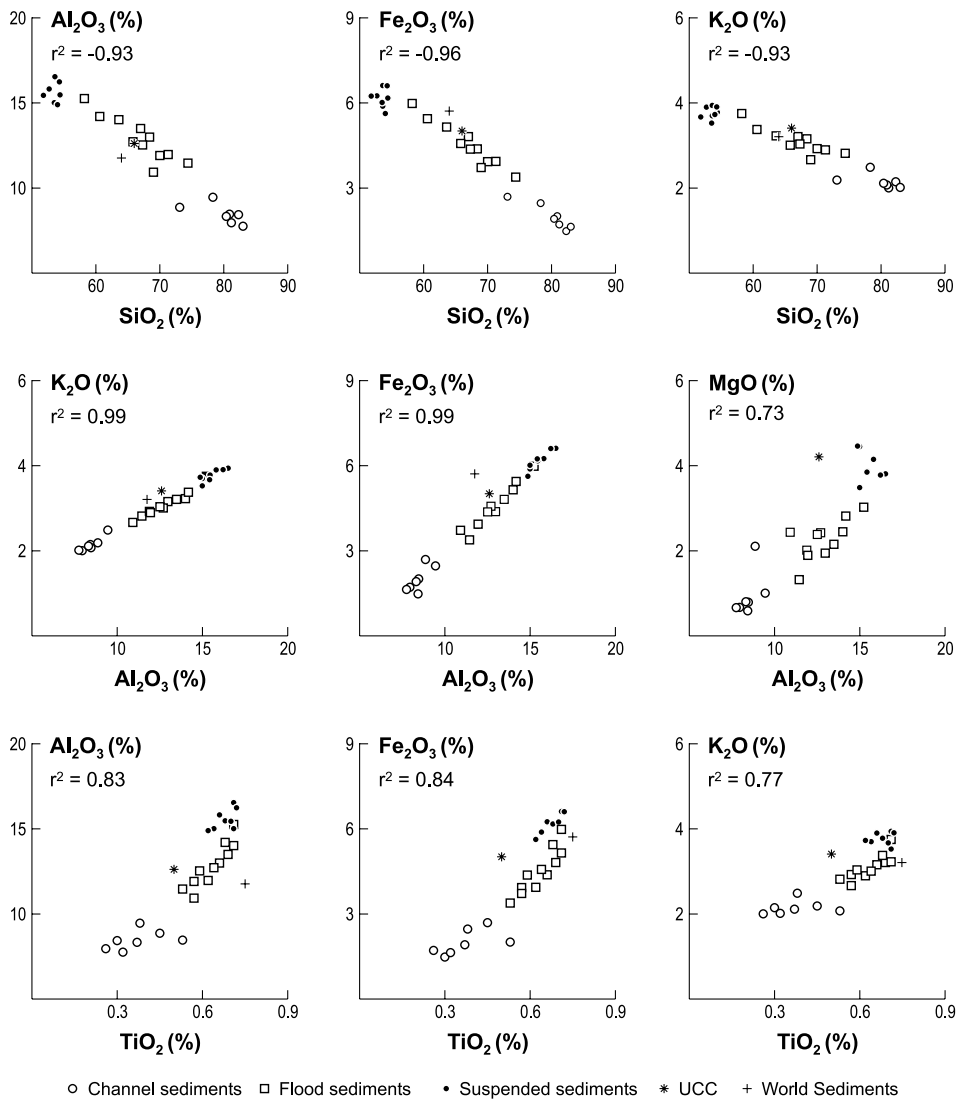 Al₂O₃ (%)
r² = -0.93
20
15
10
60 70 80 90
SiO₂ (%)
Fe₂O₃ (%)
r² = -0.96
9
6
3
60 70 80 90
SiO₂ (%)
K₂O (%)
r² = -0.93
6
4
2
60 70 80 90
SiO₂ (%)
K₂O (%)
r² = 0.99
6
4
2
10 15 20
Al₂O₃ (%)
Fe₂O₃ (%)
r² = 0.99
9
6
3
10 15 20
Al₂O₃ (%)
MgO (%)
r² = 0.73
6
4
2
10 15 20
Al₂O₃ (%)
Al₂O₃ (%)
r² = 0.83
20
15
10
0.3 0.6 0.9
TiO₂ (%)
Fe₂O₃ (%)
r² = 0.84
9
6
3
0.3 0.6 0.9
TiO₂ (%)
K₂O (%)
r² = 0.77
6
4
2
0.3 0.6 0.9
TiO₂ (%)
Channel sediments Flood sediments Suspended sediments UCC World Sediments